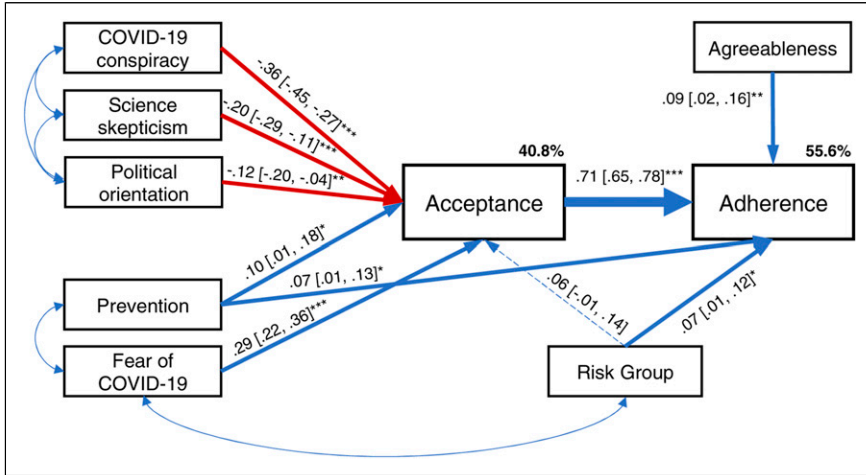 COVID-19
conspiracy
Science
skepticism
Political
orientation
Prevention
Fear of
COVID-19
-.36 [-.45, -.27]***
-.20 [-.29, -.11]***
-.12 [-.20, -.04]**
.10 [.01, .18]*
.07 [.01, .13]*
.29 [.22, .36]***
40.8%
Acceptance
.71 [.65, .78]***
Agreeableness
.09 [.02, .16]**
55.6%
Adherence
.06 [-.01, .14]
.07 [.01, .12]*
Risk Group